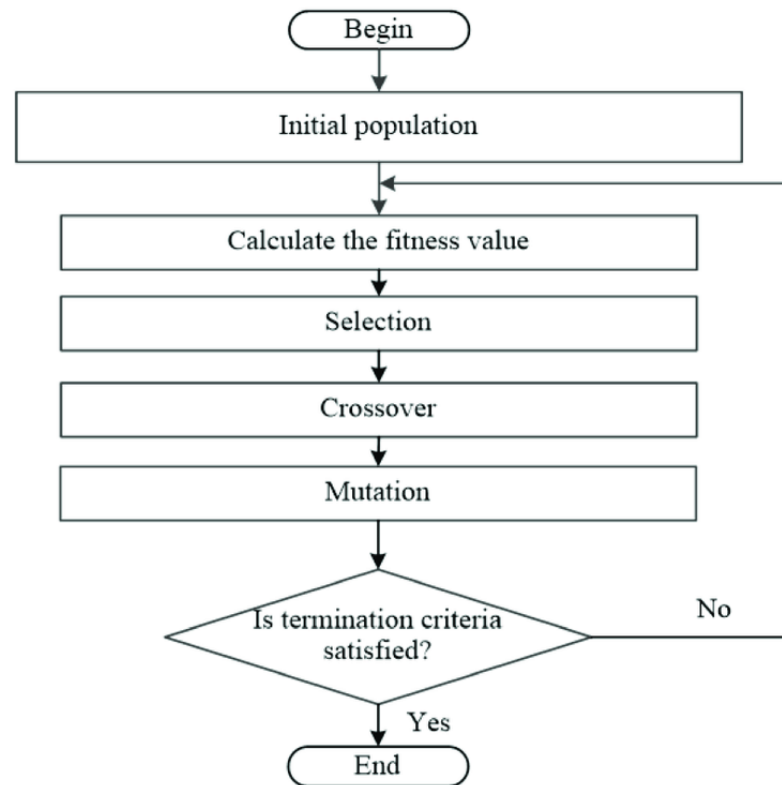 Begin
Initial population
Calculate the fitness value
Selection
Crossover
Mutation
Is termination criteria
satisfied?
No
Yes
End